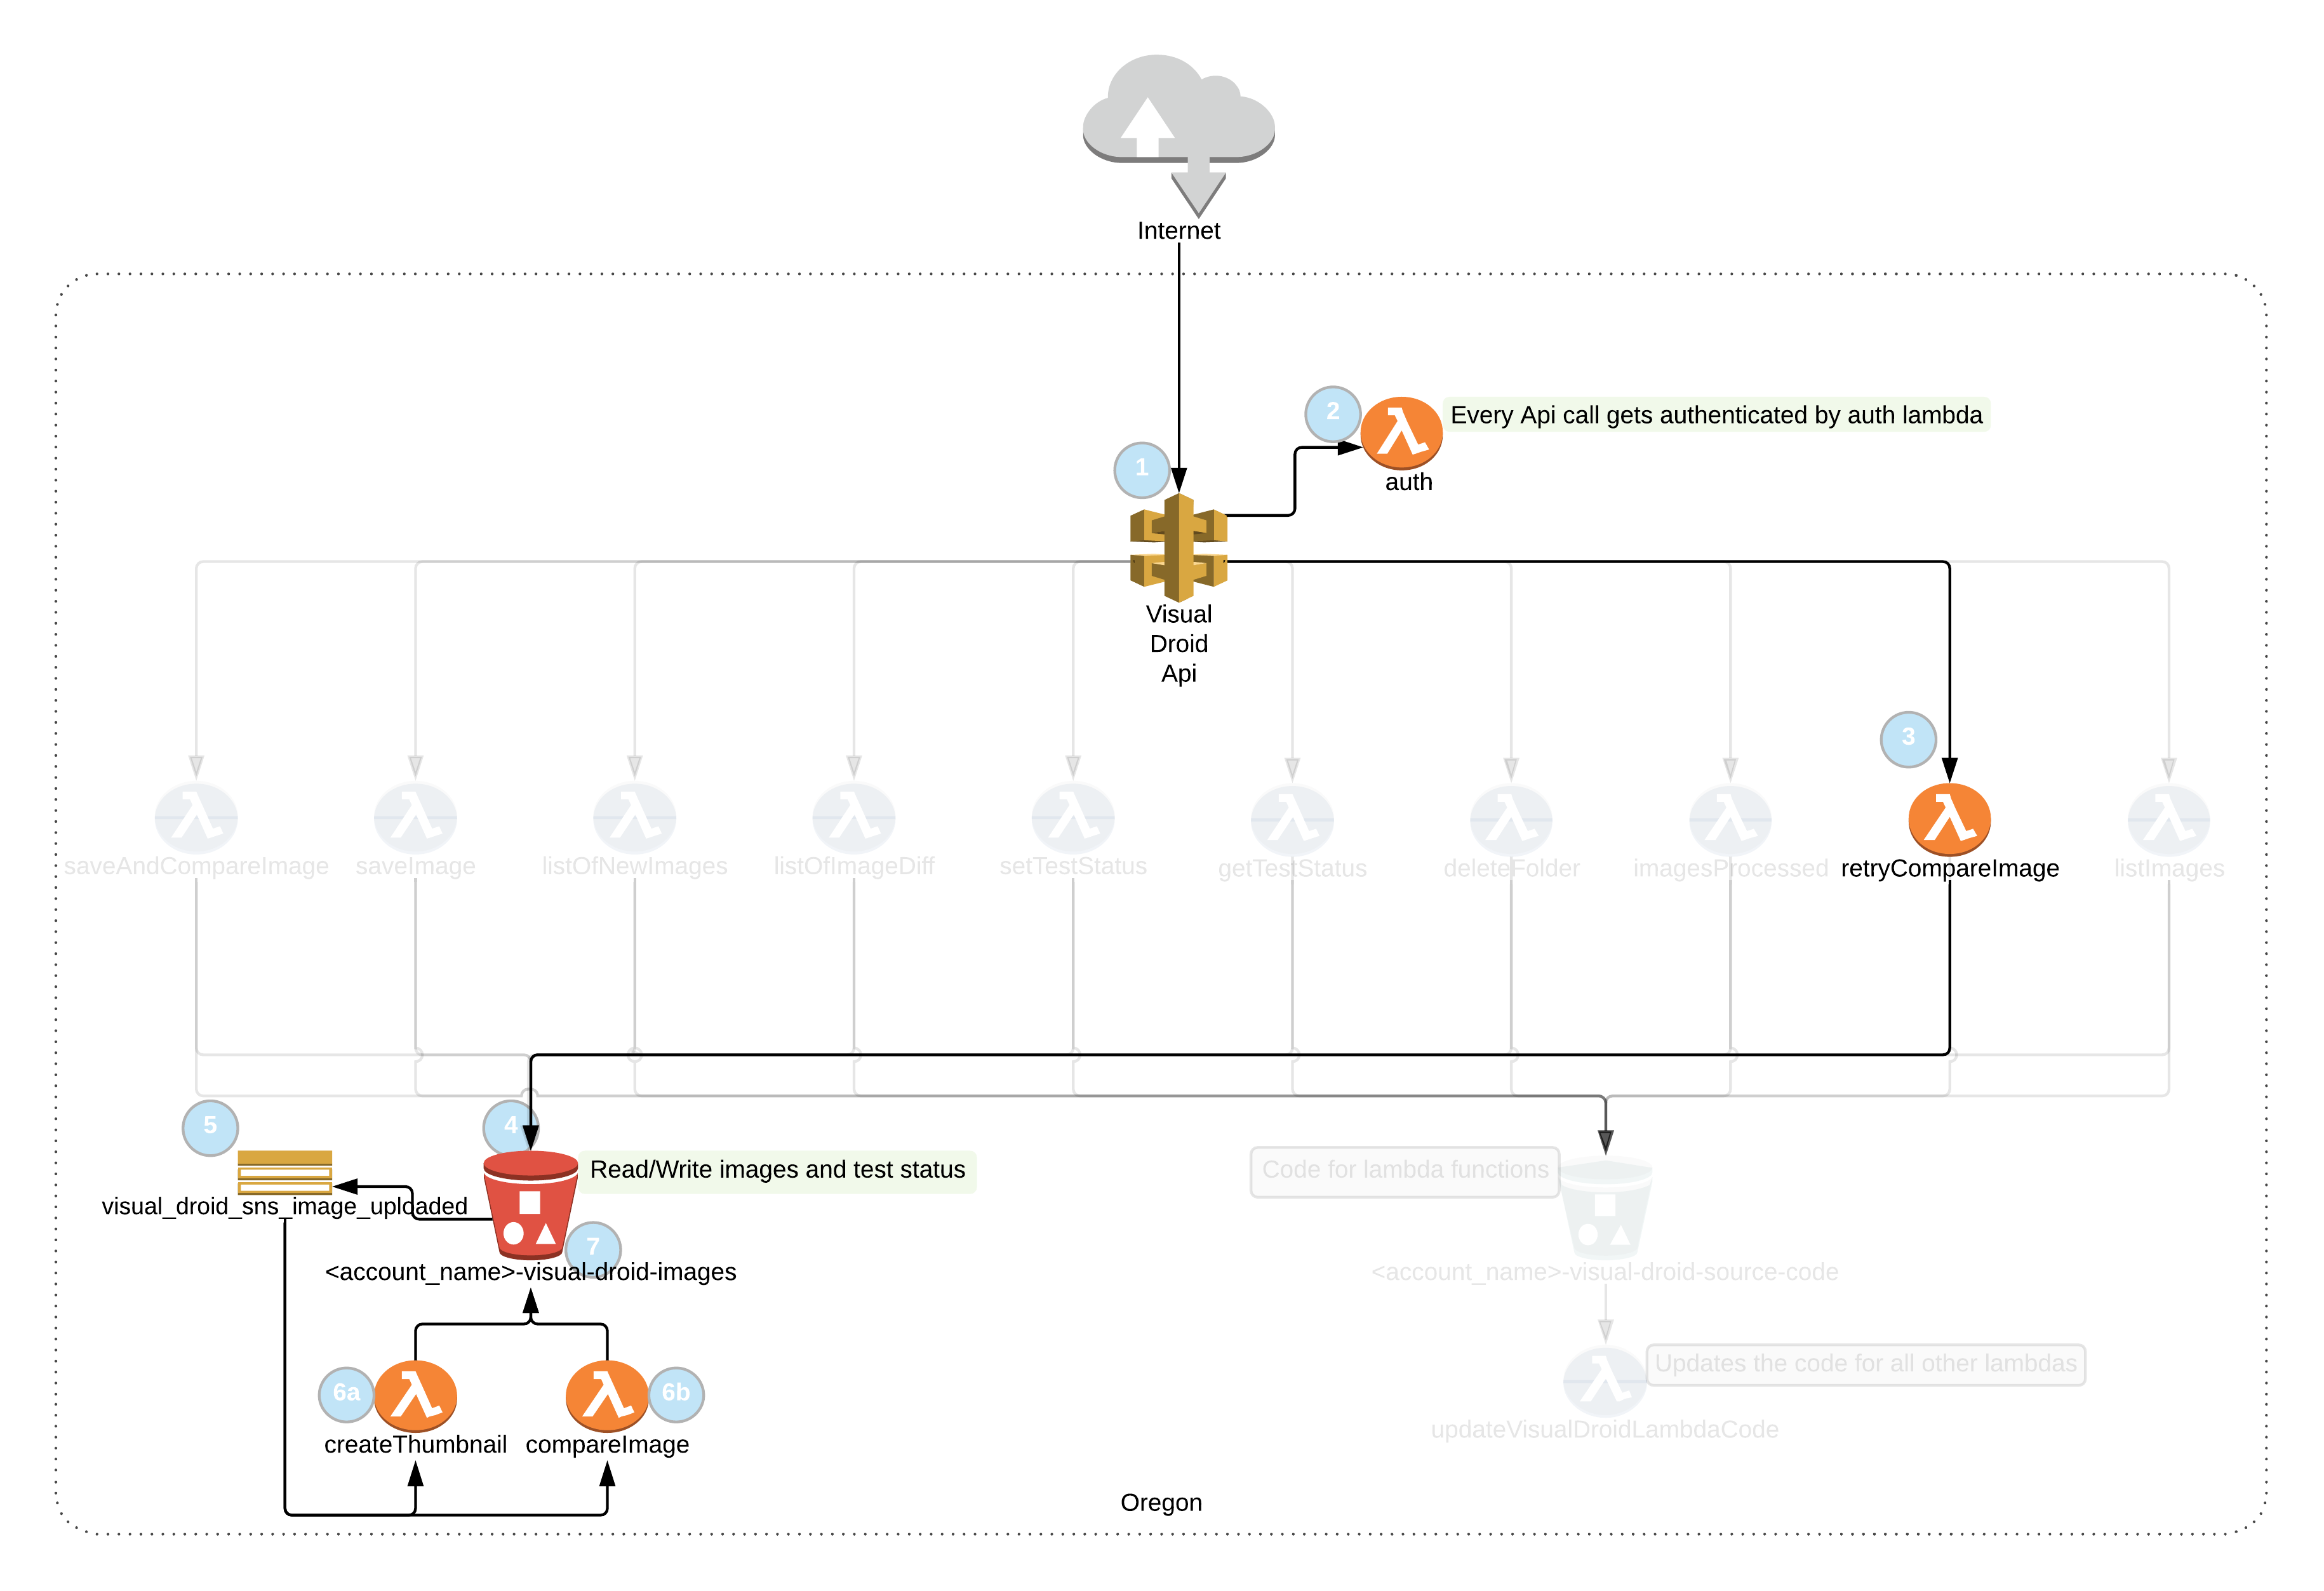 Internet
2
Every Api call gets authenticated by auth lambda
1
auth
Visual
Droid
Api
3
saveAndCompareImage
saveImage
listOfNewImages
listOfImageDiff
setTestStatus
getTestStatus
deleteFolder
imagesProcessed
retryCompareImage
listImages
5
4
Read/Write images and test status
Code for lambda functions
visual_droid_sns_image_uploaded
7
<account_name>-visual-droid-images
<account_name>-visual-droid-source-code
6a
6b
Updates the code for all other lambdas
createThumbnail
compareImage
updateVisualDroidLambdaCode
Oregon